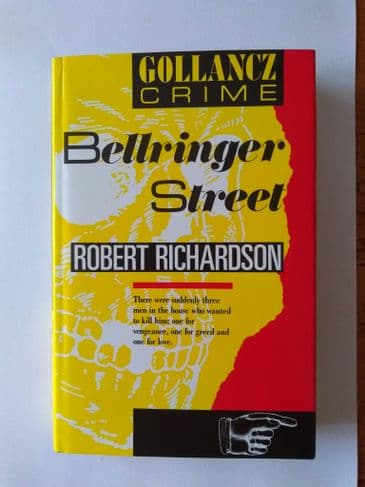 GOLLANCZ
CRIME
Bellringer
Street
ROBERT RICHARDSON
There were suddenly three
men in the house who wanted
to kill him: one for
vengeance, one for greed and
one for love.